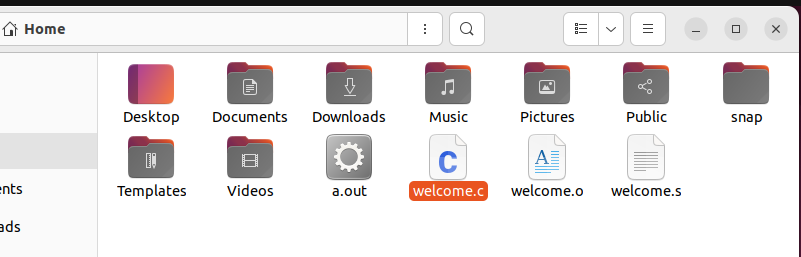 Home
Desktop
Documents
Downloads
Music
Pictures
Public
snap
Templates
Videos
a.out
welcome.c
welcome.o
welcome.s
ents
ads